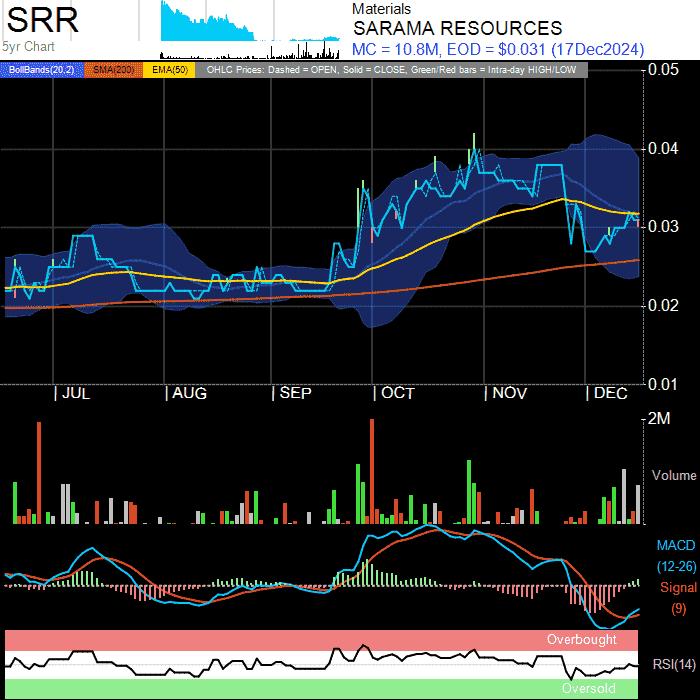 SRR
5yr Chart
Materials
SARAMA RESOURCES
MC = 10.8M, EOD = $0.031 (17Dec2024)
BollBands(20,2) SMA(200) EMA(50) OHLC Prices: Dashed = OPEN, Solid = CLOSE, Green/Red bars = Intra-day HIGH/LOW
0.05
0.04
0.03
0.02
0.01
JUL AUG SEP OCT NOV DEC
2M
Volume
MACD
(12-26)
Signal
(9)
Overbought
RSI(14)
Oversold